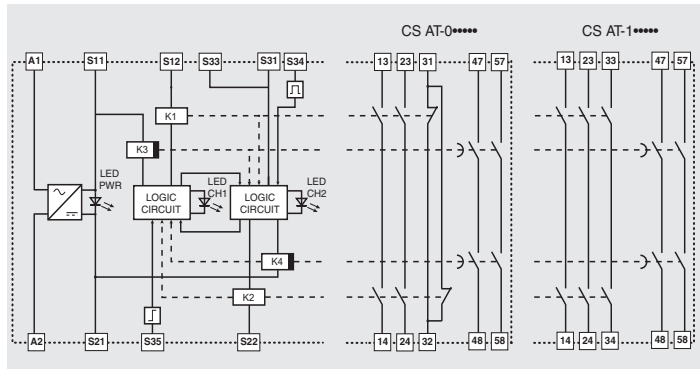 CS AT-0•••••
CS AT-1•••••
A1 S11 S12 S33 S31 S34 13 23 31 47 57 13 23 33 47 57
K1
K3
LED
PWR
LOGIC
CIRCUIT
LED
CH1
LOGIC
CIRCUIT
LED
CH2
K4
K2
A2 S21 S35 S22 14 24 32 48 58 14 24 34 48 58